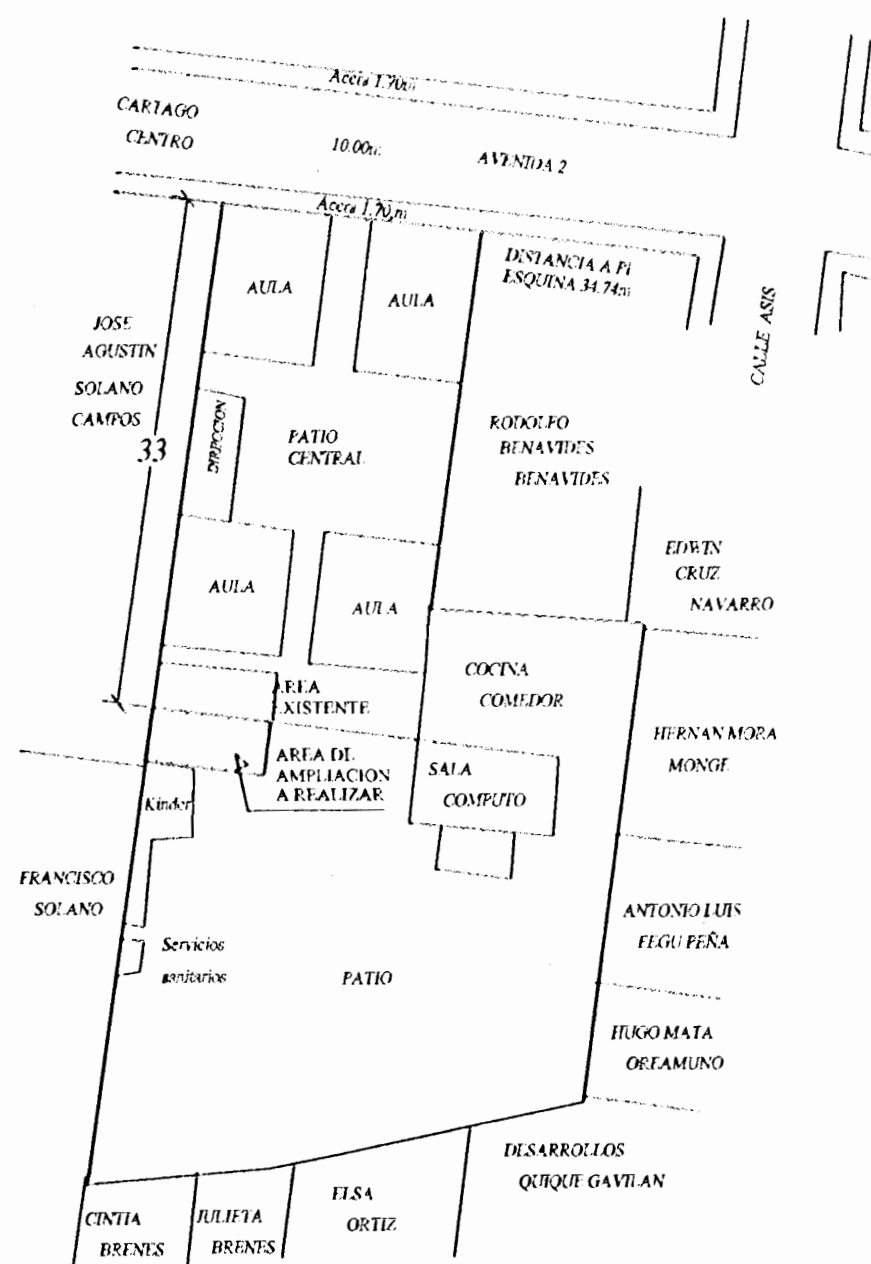 Acera 1.70m
CARTAGO
CENTRO
10.00m
AVENIDA 2
Acera 1.70 m
DISTANCIA A
ESQUINA 34.74m
CALLE ASIS
AULA
AULA
JOSE
AGUSTIN
SOLANO
CAMPOS
33
DIRECCION
PATIO
CENTRAL
RODOLFO
BENAVIDES
BENAVIDES
EDWIN
CRUZ
NAVARRO
AULA
AULA
COCINA
COMEDOR
AREA
EXISTENTE
HERNAN MORA
MONGE
AREA DE
AMPLIACION
A REALIZAR
SALA
COMPUTO
Kinder
FRANCISCO
SOLANO
ANTONIO LUIS
PEÑA
Servicios
sanitarios
PATIO
HUGO MATA
OREAMUNO
DESARROLLOS
QUIQUE GAVILAN
ELSA
ORTIZ
CINTIA
BRENES
JULIETA
BRENES